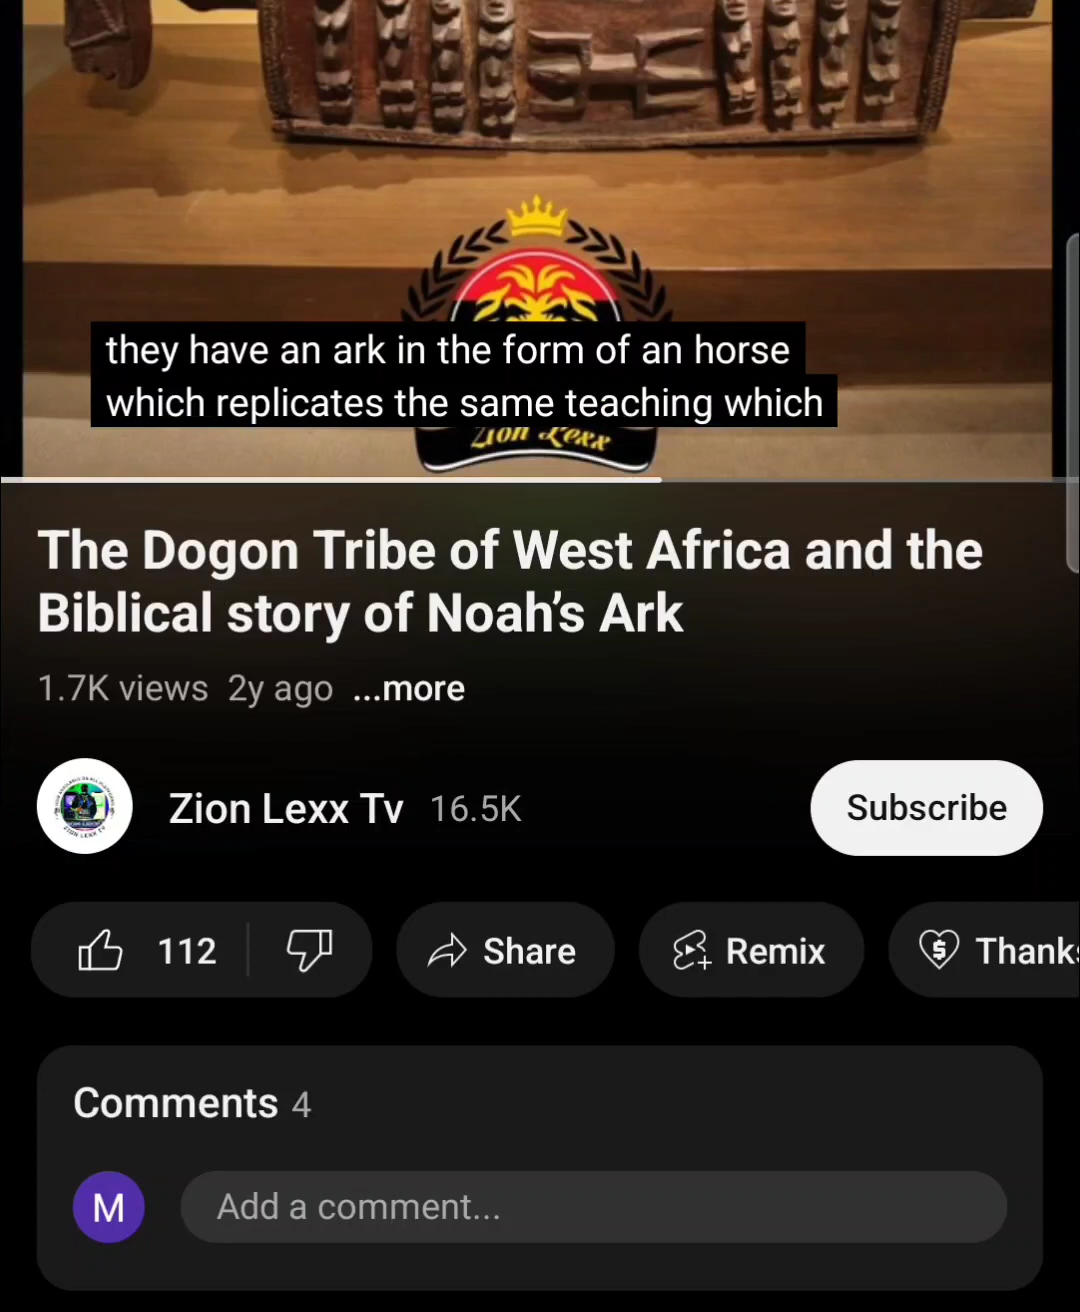 they have an ark in the form of an horse
which replicates the same teaching which
Zion Lexx
The Dogon Tribe of West Africa and the
Biblical story of Noah's Ark
1.7K views 2y ago ...more
Zion Lexx Tv 16.5K
Subscribe
112
Share
Remix
Thank
Comments 4
M
Add a comment...